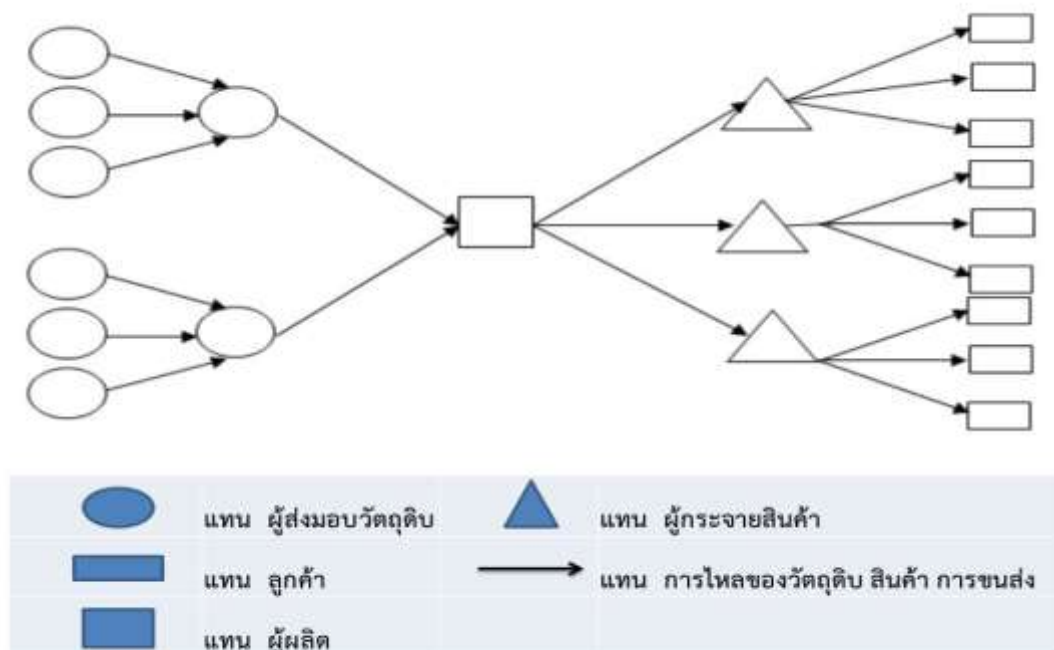 แทน ผู้ส่งมอบวัตถุดิบ
แทน ผู้กระจายสินค้า
แทน ลูกค้า
แทน การไหลของวัตถุดิบ สินค้า การขนส่ง
แทน ผู้ผลิต